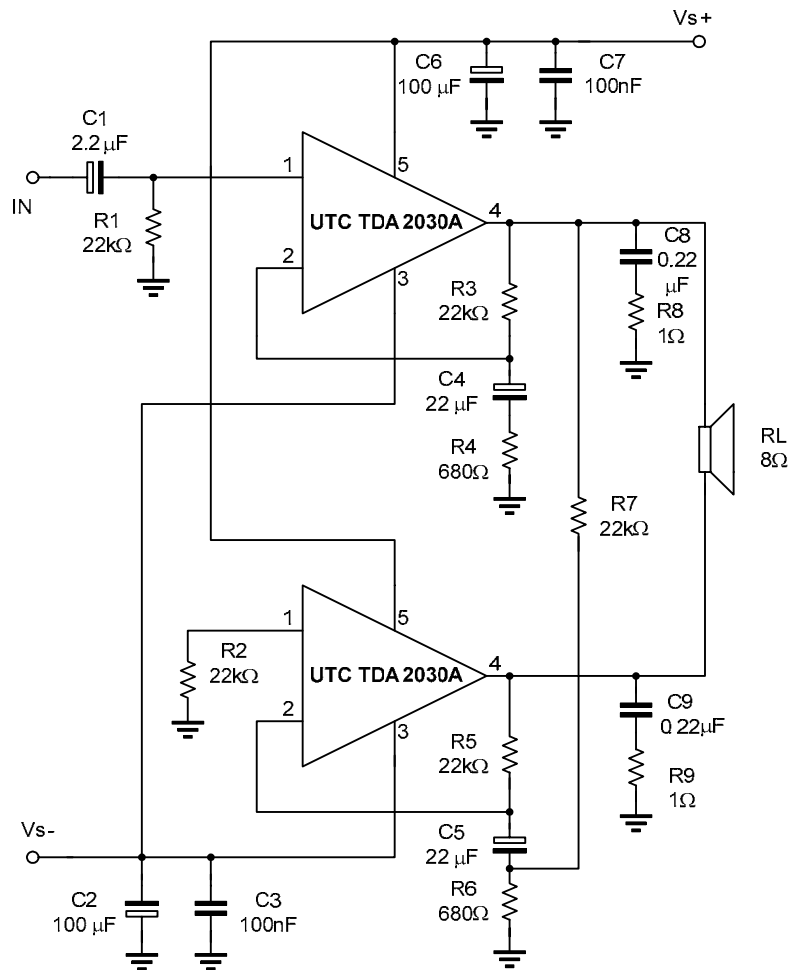 Vs+
C6
100 µF
C7
100nF
C1
2.2 µF
IN
R1
22kΩ
1
5
UTC TDA 2030A
4
2
3
R3
22kΩ
C8
0.22
µF
R8
1Ω
C4
22 µF
R4
680Ω
RL
8Ω
R7
22kΩ
R2
22kΩ
1
5
UTC TDA 2030A
4
2
3
R5
22kΩ
C9
0.22µF
R9
1Ω
Vs-
C5
22 µF
R6
680Ω
C2
100 µF
C3
100nF